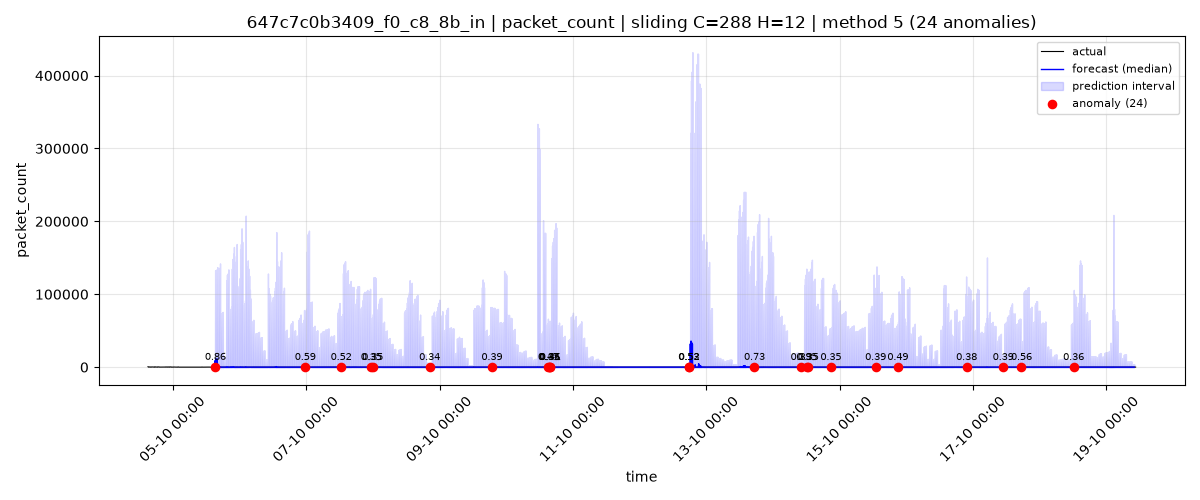 647c7c0b3409_f0_c8_8b_in | packet_count | sliding C=288 H=12 | method 5 (24 anomalies)
actual
forecast (median)
prediction interval
anomaly (24)
packet_count
400000
300000
200000
100000
0
0.86 0.59 0.52 0.35 0.34 0.39 0.73 0.35 0.39 0.49 0.38 0.39 0.56 0.36
05-10 00:00 07-10 00:00 09-10 00:00 11-10 00:00 13-10 00:00 15-10 00:00 17-10 00:00 19-10 00:00
time